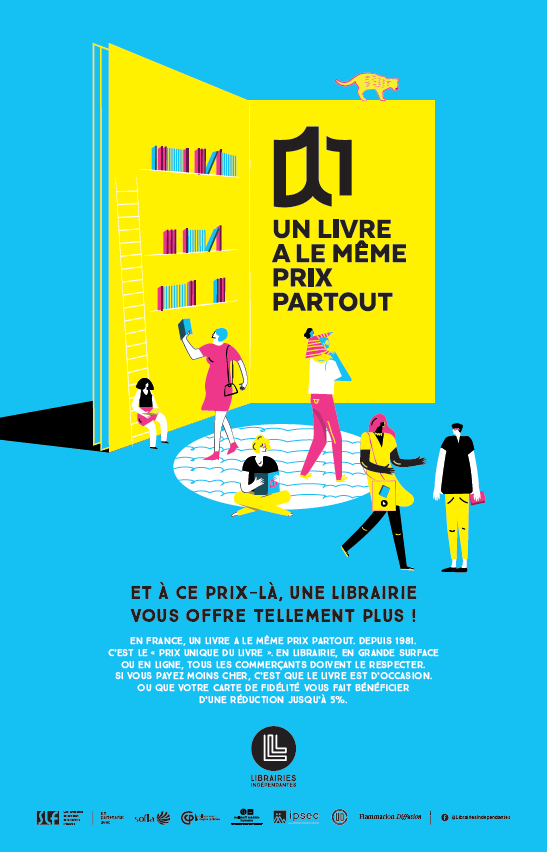 UN LIVRE
A LE MÊME
PRIX
PARTOUT
ET À CE PRIX-LÀ, UNE LIBRAIRIE
VOUS OFFRE TELLEMENT PLUS !
EN FRANCE, UN LIVRE A LE MÊME PRIX PARTOUT. DEPUIS 1981.
C'EST LE « PRIX UNIQUE DU LIVRE ». EN LIBRAIRIE, EN GRANDE SURFACE
OU EN LIGNE, TOUS LES COMMERÇANTS DOIVENT LE RESPECTER.
SI VOUS PAYEZ MOINS CHER, C'EST QUE LE LIVRE EST D'OCCASION.
OU QUE VOTRE CARTE DE FIDÉLITÉ VOUS FAIT BÉNÉFICIER
D'UNE RÉDUCTION JUSQU'À 5%.
LIBRAIRIES
INDÉPENDANTES
SLF
en partenariat avec
sofia
ipsec
UD
Flammarion Diffusion
@Librairiesindependantes